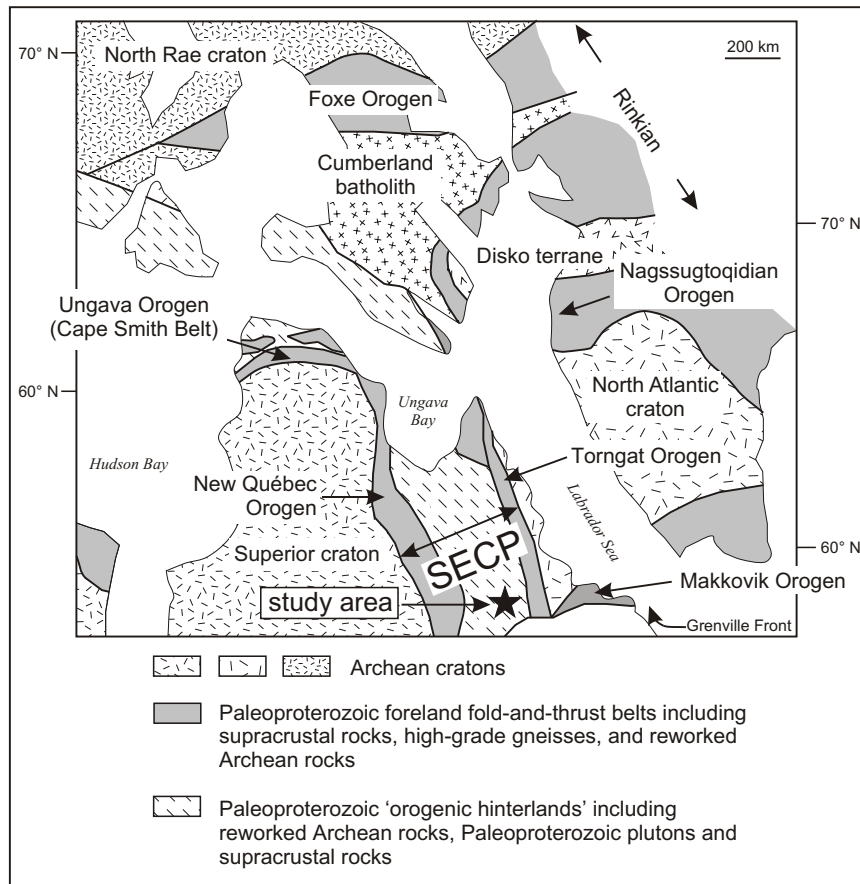 70° N
North Rae craton
200 km
Foxe Orogen
Rinkian
Cumberland
batholith
70° N
Disko terrane
Nagssugtoqidian
Orogen
Ungava Orogen
(Cape Smith Belt)
60° N
North Atlantic
craton
Ungava
Bay
Hudson Bay
Torngat Orogen
New Québec
Orogen
Labrador Sea
Superior craton
SECP
60° N
Makkovik Orogen
study area
Grenville Front
Archean cratons
Paleoproterozoic foreland fold-and-thrust belts including
supracrustal rocks, high-grade gneisses, and reworked
Archean rocks
Paleoproterozoic ‘orogenic hinterlands’ including
reworked Archean rocks, Paleoproterozoic plutons and
supracrustal rocks